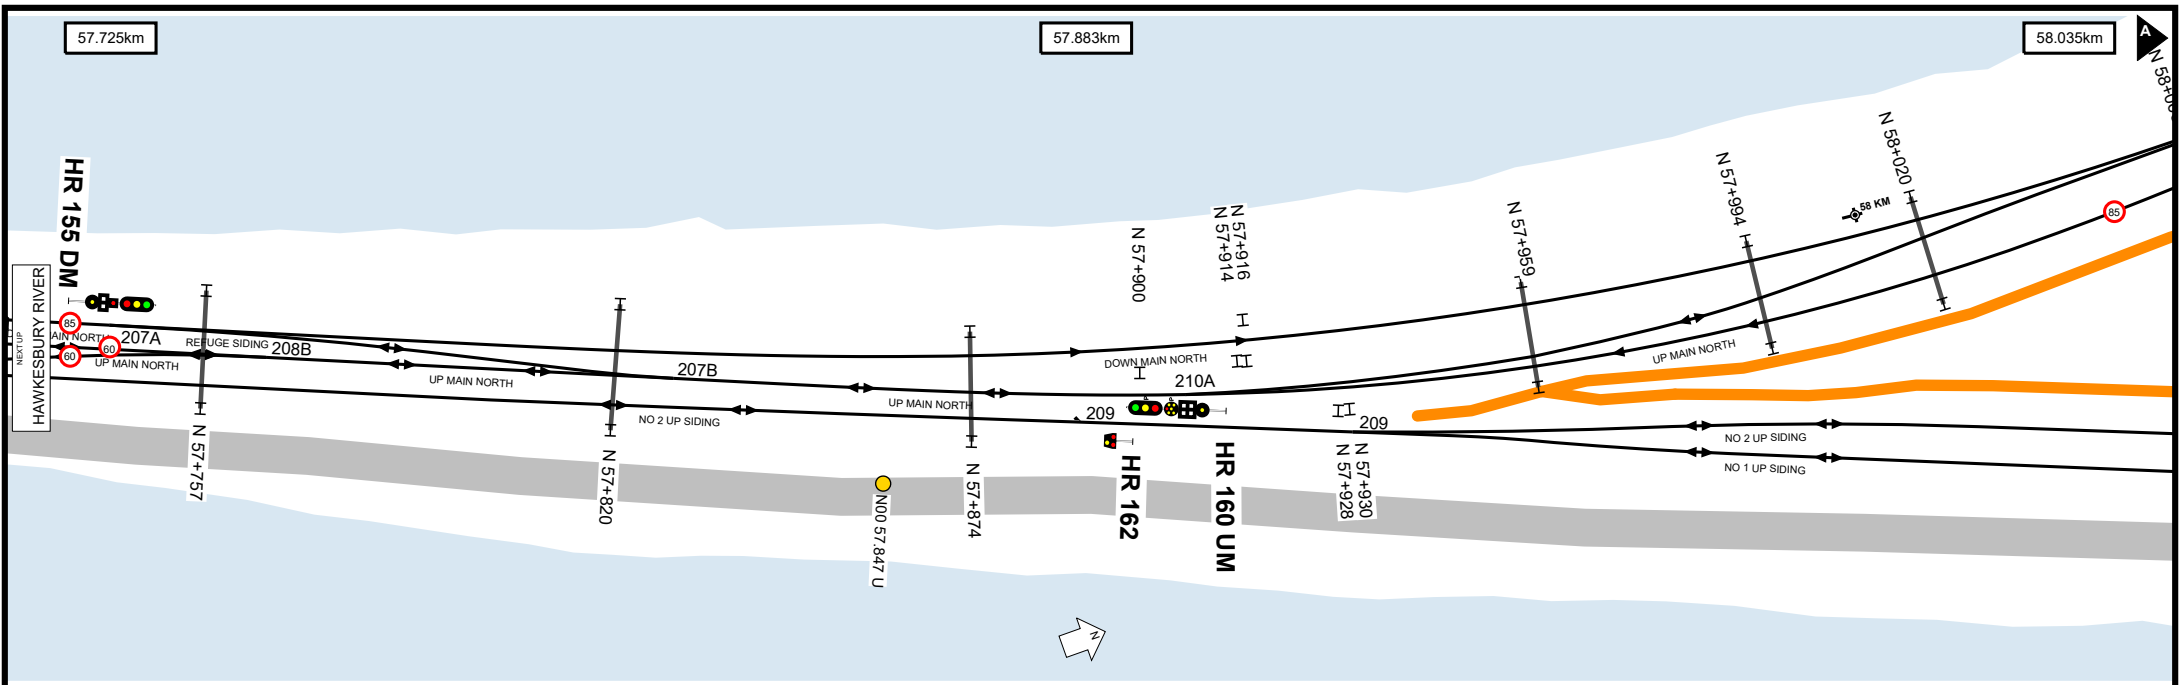 57.725km
57.883km
58.035km
A
HR 155 DM
HAWKESBURY RIVER
NEXT UP
85
60
60
AIN NORTH
207A
UP MAIN NORTH
REFUGE SIDING
208B
N 57+757
UP MAIN NORTH
N 57+820
207B
NO 2 UP SIDING
N00 57.847 U
UP MAIN NORTH
N 57+874
N 57+900
DOWN MAIN NORTH
210A
209
HR 162
HR 160 UM
N 57+914
N 57+916
209
N 57+928
N 57+930
N 57+959
UP MAIN NORTH
NO 2 UP SIDING
NO 1 UP SIDING
N 57+994
58 KM
N 58+020
85
N